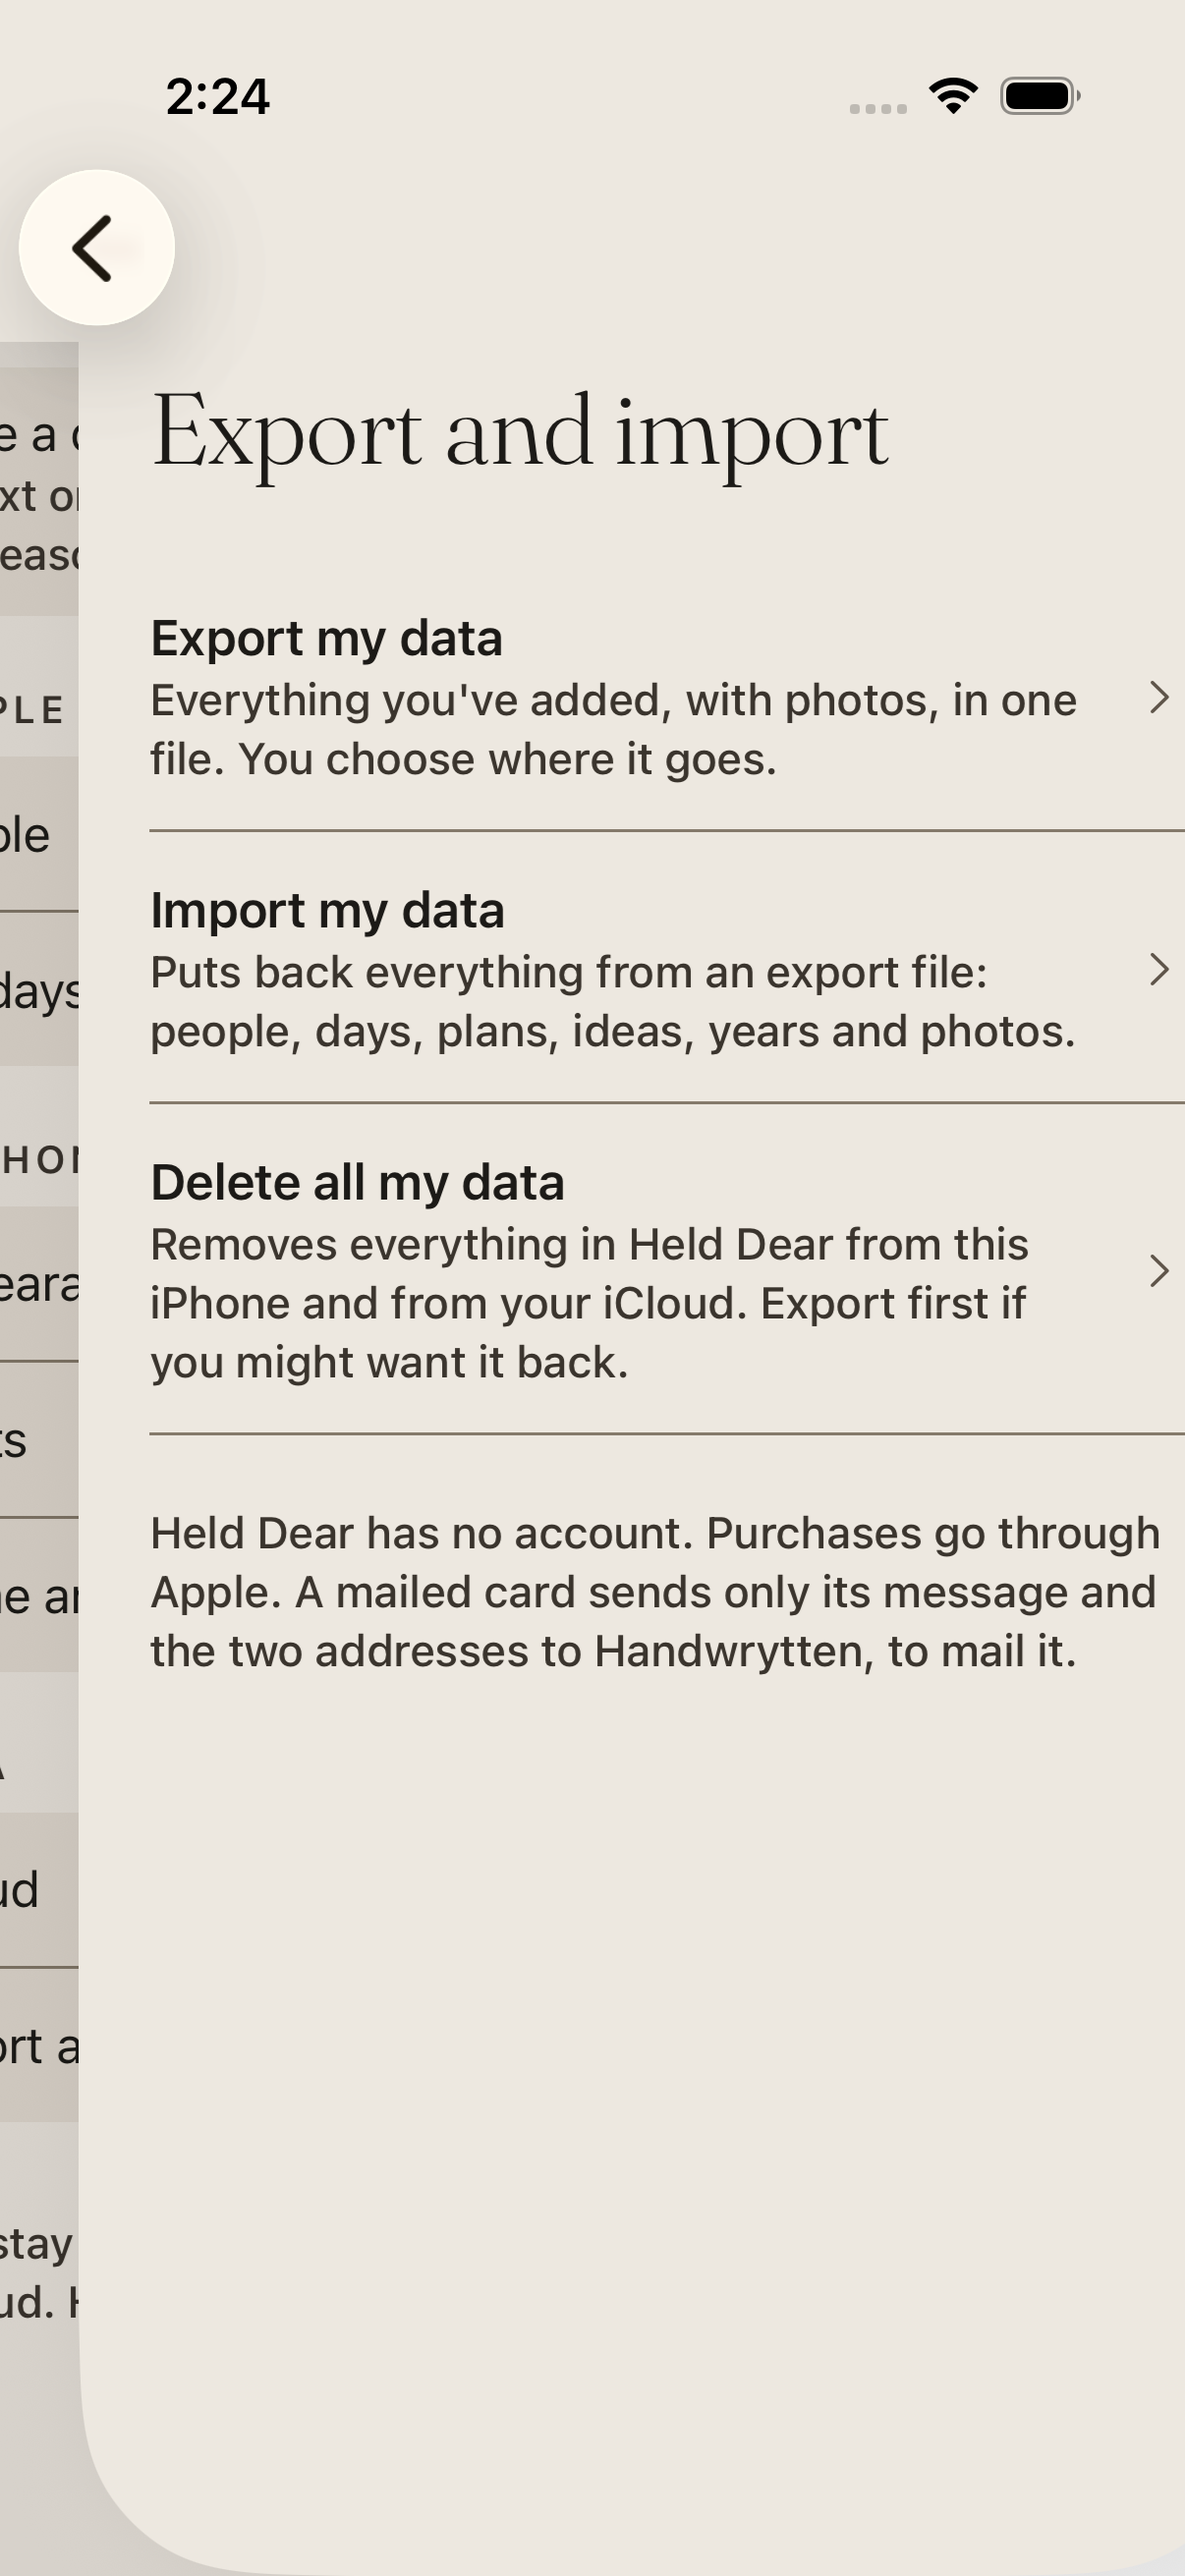 2:24
Export and import
Export my data
Everything you've added, with photos, in one
file. You choose where it goes.
Import my data
Puts back everything from an export file:
people, days, plans, ideas, years and photos.
Delete all my data
Removes everything in Held Dear from this
iPhone and from your iCloud. Export first if
you might want it back.
Held Dear has no account. Purchases go through
Apple. A mailed card sends only its message and
the two addresses to Handwrytten, to mail it.
e a
days
stay